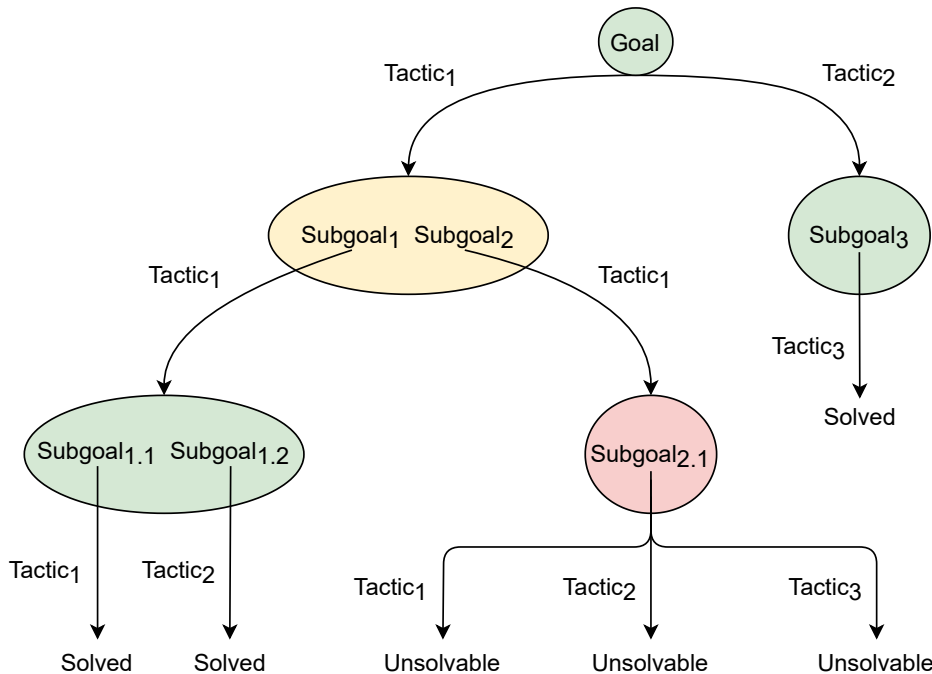 Goal
Tactic1
Tactic2
Subgoal1 Subgoal2
Subgoal3
Tactic1
Tactic1
Tactic3
Solved
Subgoal1.1 Subgoal1.2
Subgoal2.1
Tactic1
Tactic2
Tactic1
Tactic2
Tactic3
Solved
Solved
Unsolvable
Unsolvable
Unsolvable